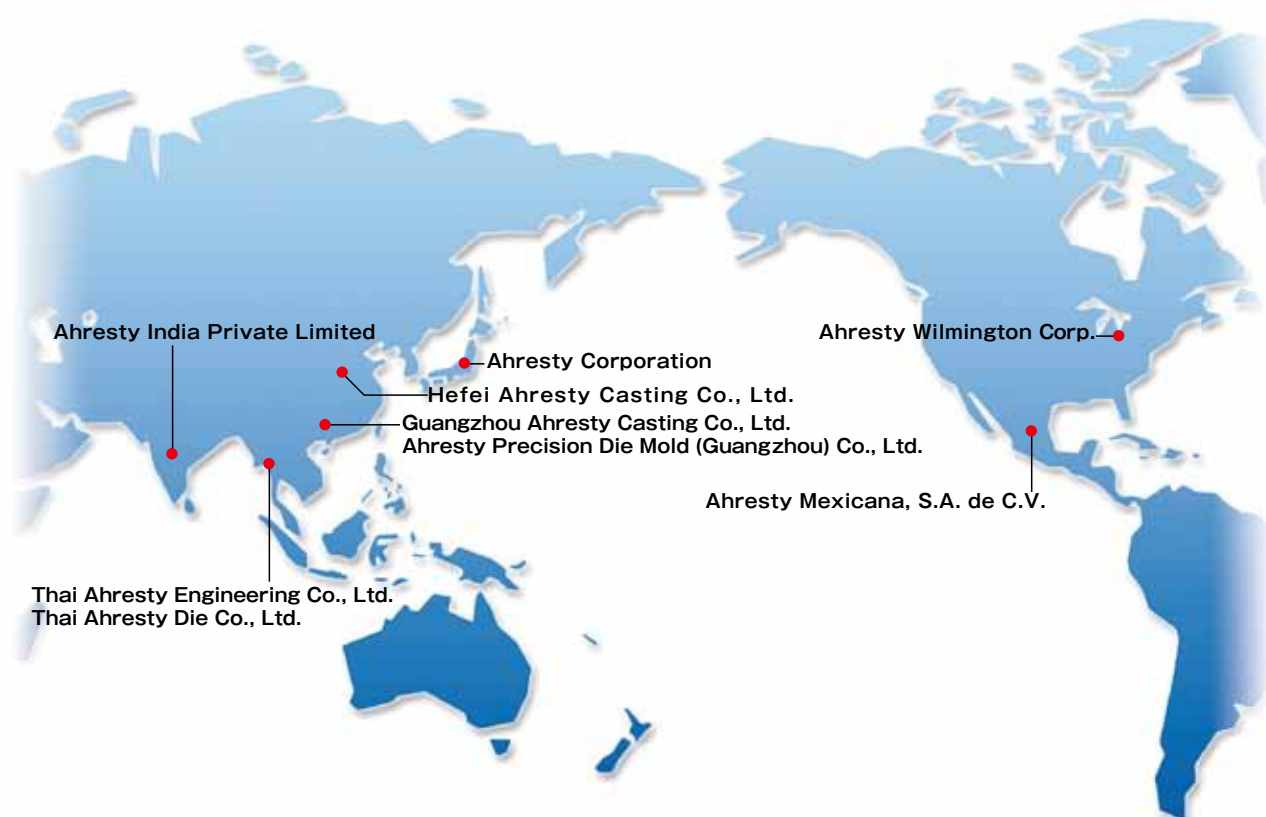 Ahresty India Private Limited
Ahresty Wilmington Corp.
Ahresty Corporation
Hefei Ahresty Casting Co., Ltd.
Guangzhou Ahresty Casting Co., Ltd.
Ahresty Precision Die Mold (Guangzhou) Co., Ltd.
Ahresty Mexicana, S.A. de C.V.
Thai Ahresty Engineering Co., Ltd.
Thai Ahresty Die Co., Ltd.